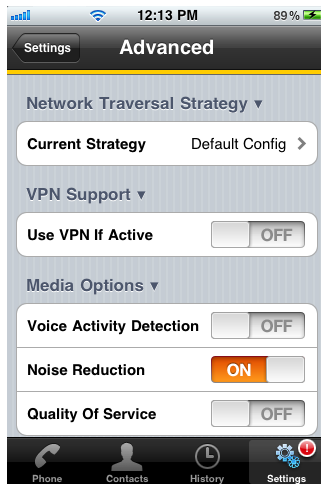 12:13 PM 89%
Settings Advanced
Network Traversal Strategy ▾
Current Strategy Default Config
VPN Support ▾
Use VPN If Active OFF
Media Options ▾
Voice Activity Detection OFF
Noise Reduction ON
Quality Of Service OFF
Phone Contacts History Settings